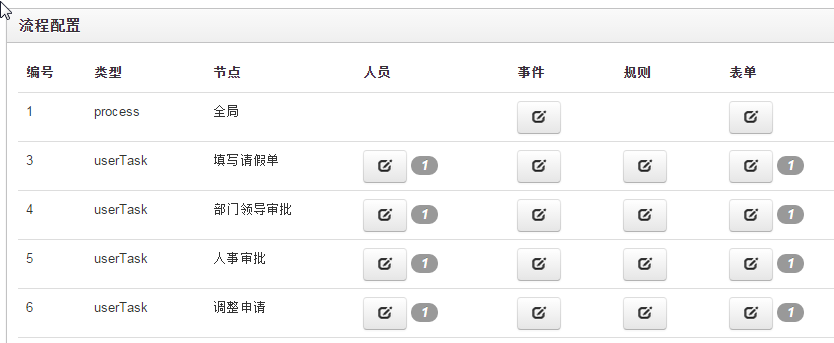 流程配置
编号 类型 节点 人员 事件 规则 表单
1 process 全局
3 userTask 填写请假单 1 1
4 userTask 部门领导审批 1 1
5 userTask 人事审批 1 1
6 userTask 调整申请 1 1